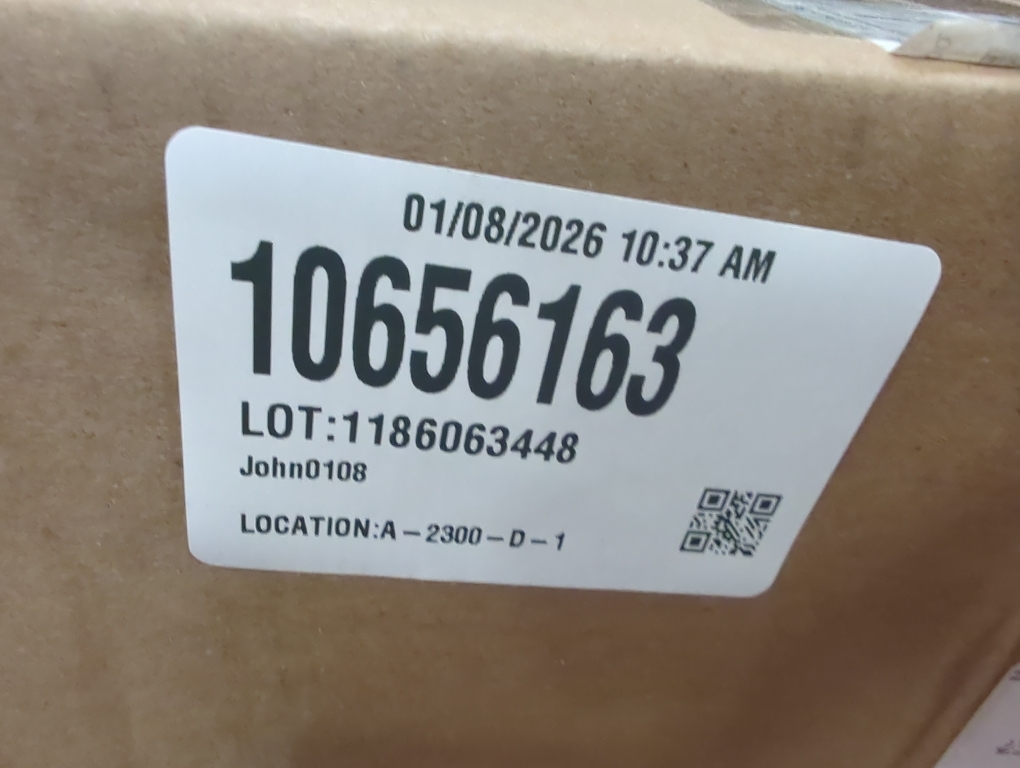 01/08/2026 10:37 AM
10656163
LOT:1186063448
John0108
LOCATION:A-2300-D-1